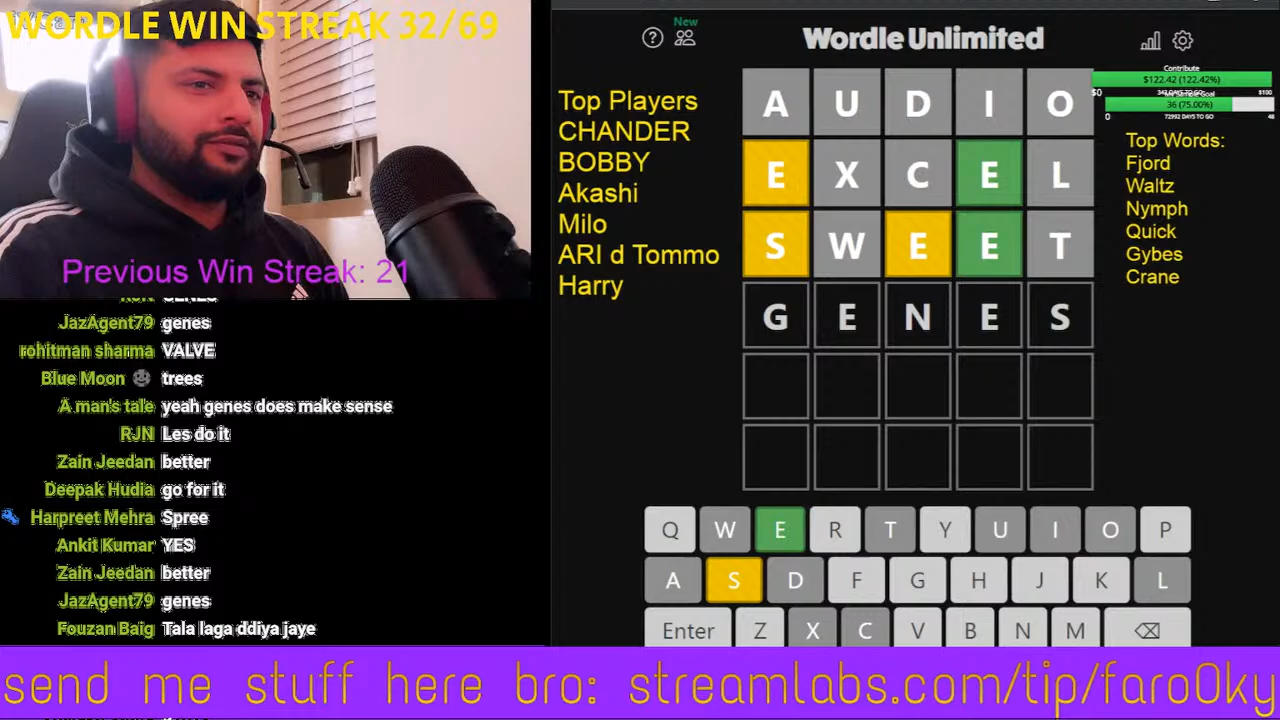 WORDLE WIN STREAK 32/69
Previous Win Streak: 21
JazAgent79 genes
rohitman sharma VALVE
Blue Moon trees
A man's tale yeah genes does make sense
RJN Les do it
Zain Jeedan better
Deepak Hudia go for it
Harpreet Mehra Spree
Ankit Kumar YES
Zain Jeedan better
JazAgent79 genes
Fouzan Baig Tala laga ddiya jaye
New
Wordle Unlimited
Top Players
CHANDER
BOBBY
Akashi
Milo
ARI d Tommo
Harry
A U D I O
E X C E L
S W E E T
G E N E S
Q W E R T Y U I O P
A S D F G H J K L
Enter Z X C V B N M
Contribute
$122.42 (122.42%)
$0
$100
36 (75.00%)
0
48
Top Words:
Fjord
Waltz
Nymph
Quick
Gybes
Crane
send me stuff here bro: streamlabs.com/tip/faro0ky